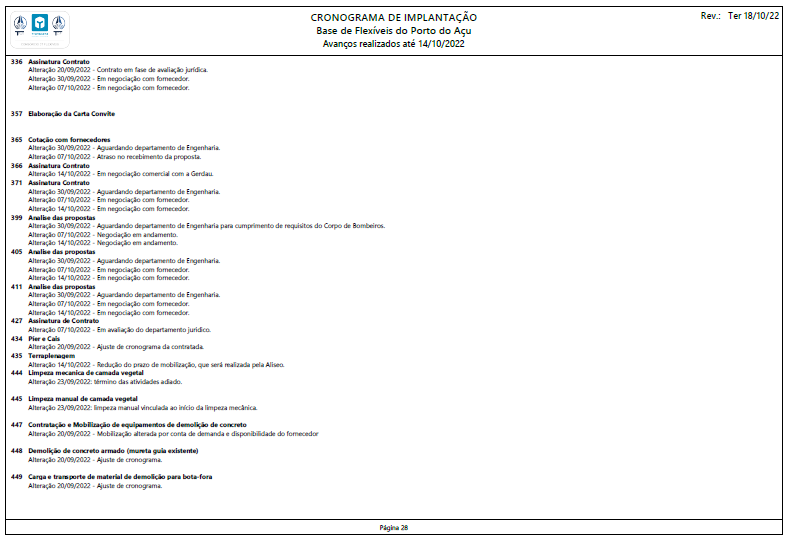 CRONOGRAMA DE IMPLANTAÇÃO
Base de Flexíveis do Porto do Açu
Avanços realizados até 14/10/2022
Rev.: Ter 18/10/22
336 Assinatura Contrato
Alteração 20/09/2022 - Contrato em fase de avaliação jurídica.
Alteração 30/09/2022 - Em negociação com fornecedor.
Alteração 07/10/2022 - Em negociação com fornecedor.
357 Elaboração da Carta Convite
365 Cotação com fornecedores
Alteração 30/09/2022 - Aguardando departamento de Engenharia.
Alteração 07/10/2022 - Atraso no recebimento da proposta.
366 Assinatura Contrato
Alteração 14/10/2022 - Em negociação comercial com a Gerdau.
371 Assinatura Contrato
Alteração 30/09/2022 - Aguardando departamento de Engenharia.
Alteração 07/10/2022 - Em negociação com fornecedor.
Alteração 14/10/2022 - Em negociação com fornecedor.
399 Analise das propostas
Alteração 30/09/2022 - Aguardando departamento de Engenharia para cumprimento de requisitos do Corpo de Bombeiros.
Alteração 07/10/2022 - Negociação em andamento.
Alteração 14/10/2022 - Negociação em andamento.
405 Analise das propostas
Alteração 30/09/2022 - Aguardando departamento de Engenharia.
Alteração 07/10/2022 - Em negociação com fornecedor.
Alteração 14/10/2022 - Em negociação com fornecedor.
411 Analise das propostas
Alteração 30/09/2022 - Aguardando departamento de Engenharia.
Alteração 07/10/2022 - Em negociação com fornecedor.
Alteração 14/10/2022 - Em negociação com fornecedor.
427 Assinatura de Contrato
Alteração 07/10/2022 - Em avaliação do departamento jurídico.
434 Pier e Cais
Alteração 20/09/2022 - Ajuste de cronograma da contratada.
435 Terraplenagem
Alteração 14/10/2022 - Redução do prazo de mobilização, que será realizada pela Aliseo.
444 Limpeza mecanica de camada vegetal
Alteração 23/09/2022: término das atividades adiado.
445 Limpeza manual de camada vegetal
Alteração 23/09/2022: limpeza manual vinculada ao início da limpeza mecânica.
447 Contratação e Mobilização de equipamentos de demolição de concreto
Alteração 20/09/2022 - Mobilização alterada por conta de demanda e disponibilidade do fornecedor
448 Demolição de concreto armado (mureta guia existente)
Alteração 20/09/2022 - Ajuste de cronograma.
449 Carga e transporte de material de demolição para bota-fora
Alteração 20/09/2022 - Ajuste de cronograma.
Página 28